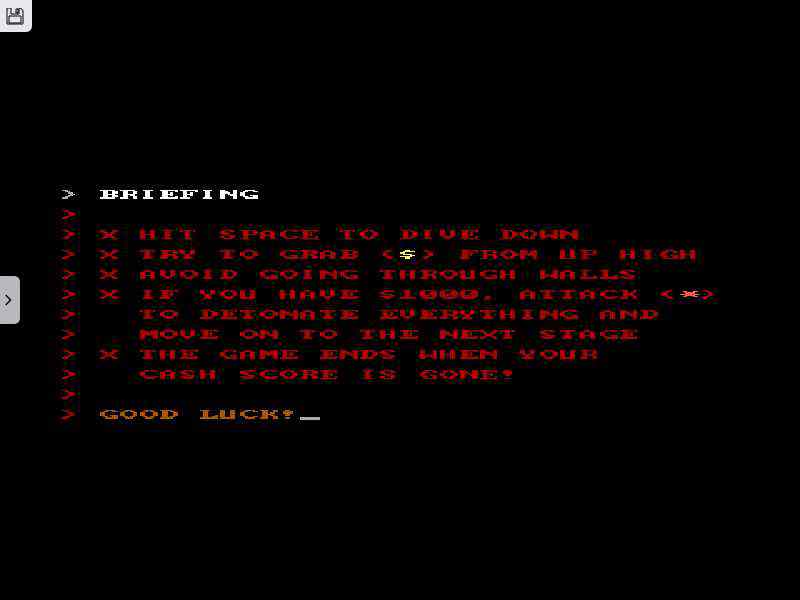 > BRIEFING
>
> X HIT SPACE TO DIVE DOWN
> X TRY TO GRAB <$> FROM UP HIGH
> X AVOID GOING THROUGH WALLS
> X IF YOU HAVE $1000, ATTACK <*>
> TO DETONATE EVERYTHING AND
> MOVE ON TO THE NEXT STAGE
> X THE GAME ENDS WHEN YOUR
> CASH SCORE IS GONE!
>
> GOOD LUCK!_